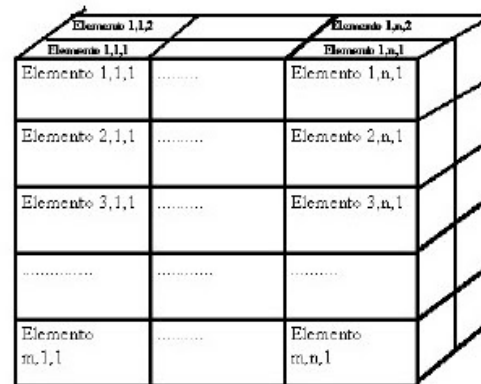 Elemento 1,1,2 Elemento 1,n,2
Elemento 1,1,1 Elemento 1,n,1
Elemento 1,1,1 .......... Elemento 1,n,1
Elemento 2,1,1 .......... Elemento 2,n,1
Elemento 3,1,1 .......... Elemento 3,n,1
............... ............ ..........
Elemento .......... Elemento
m,1,1 m,n,1